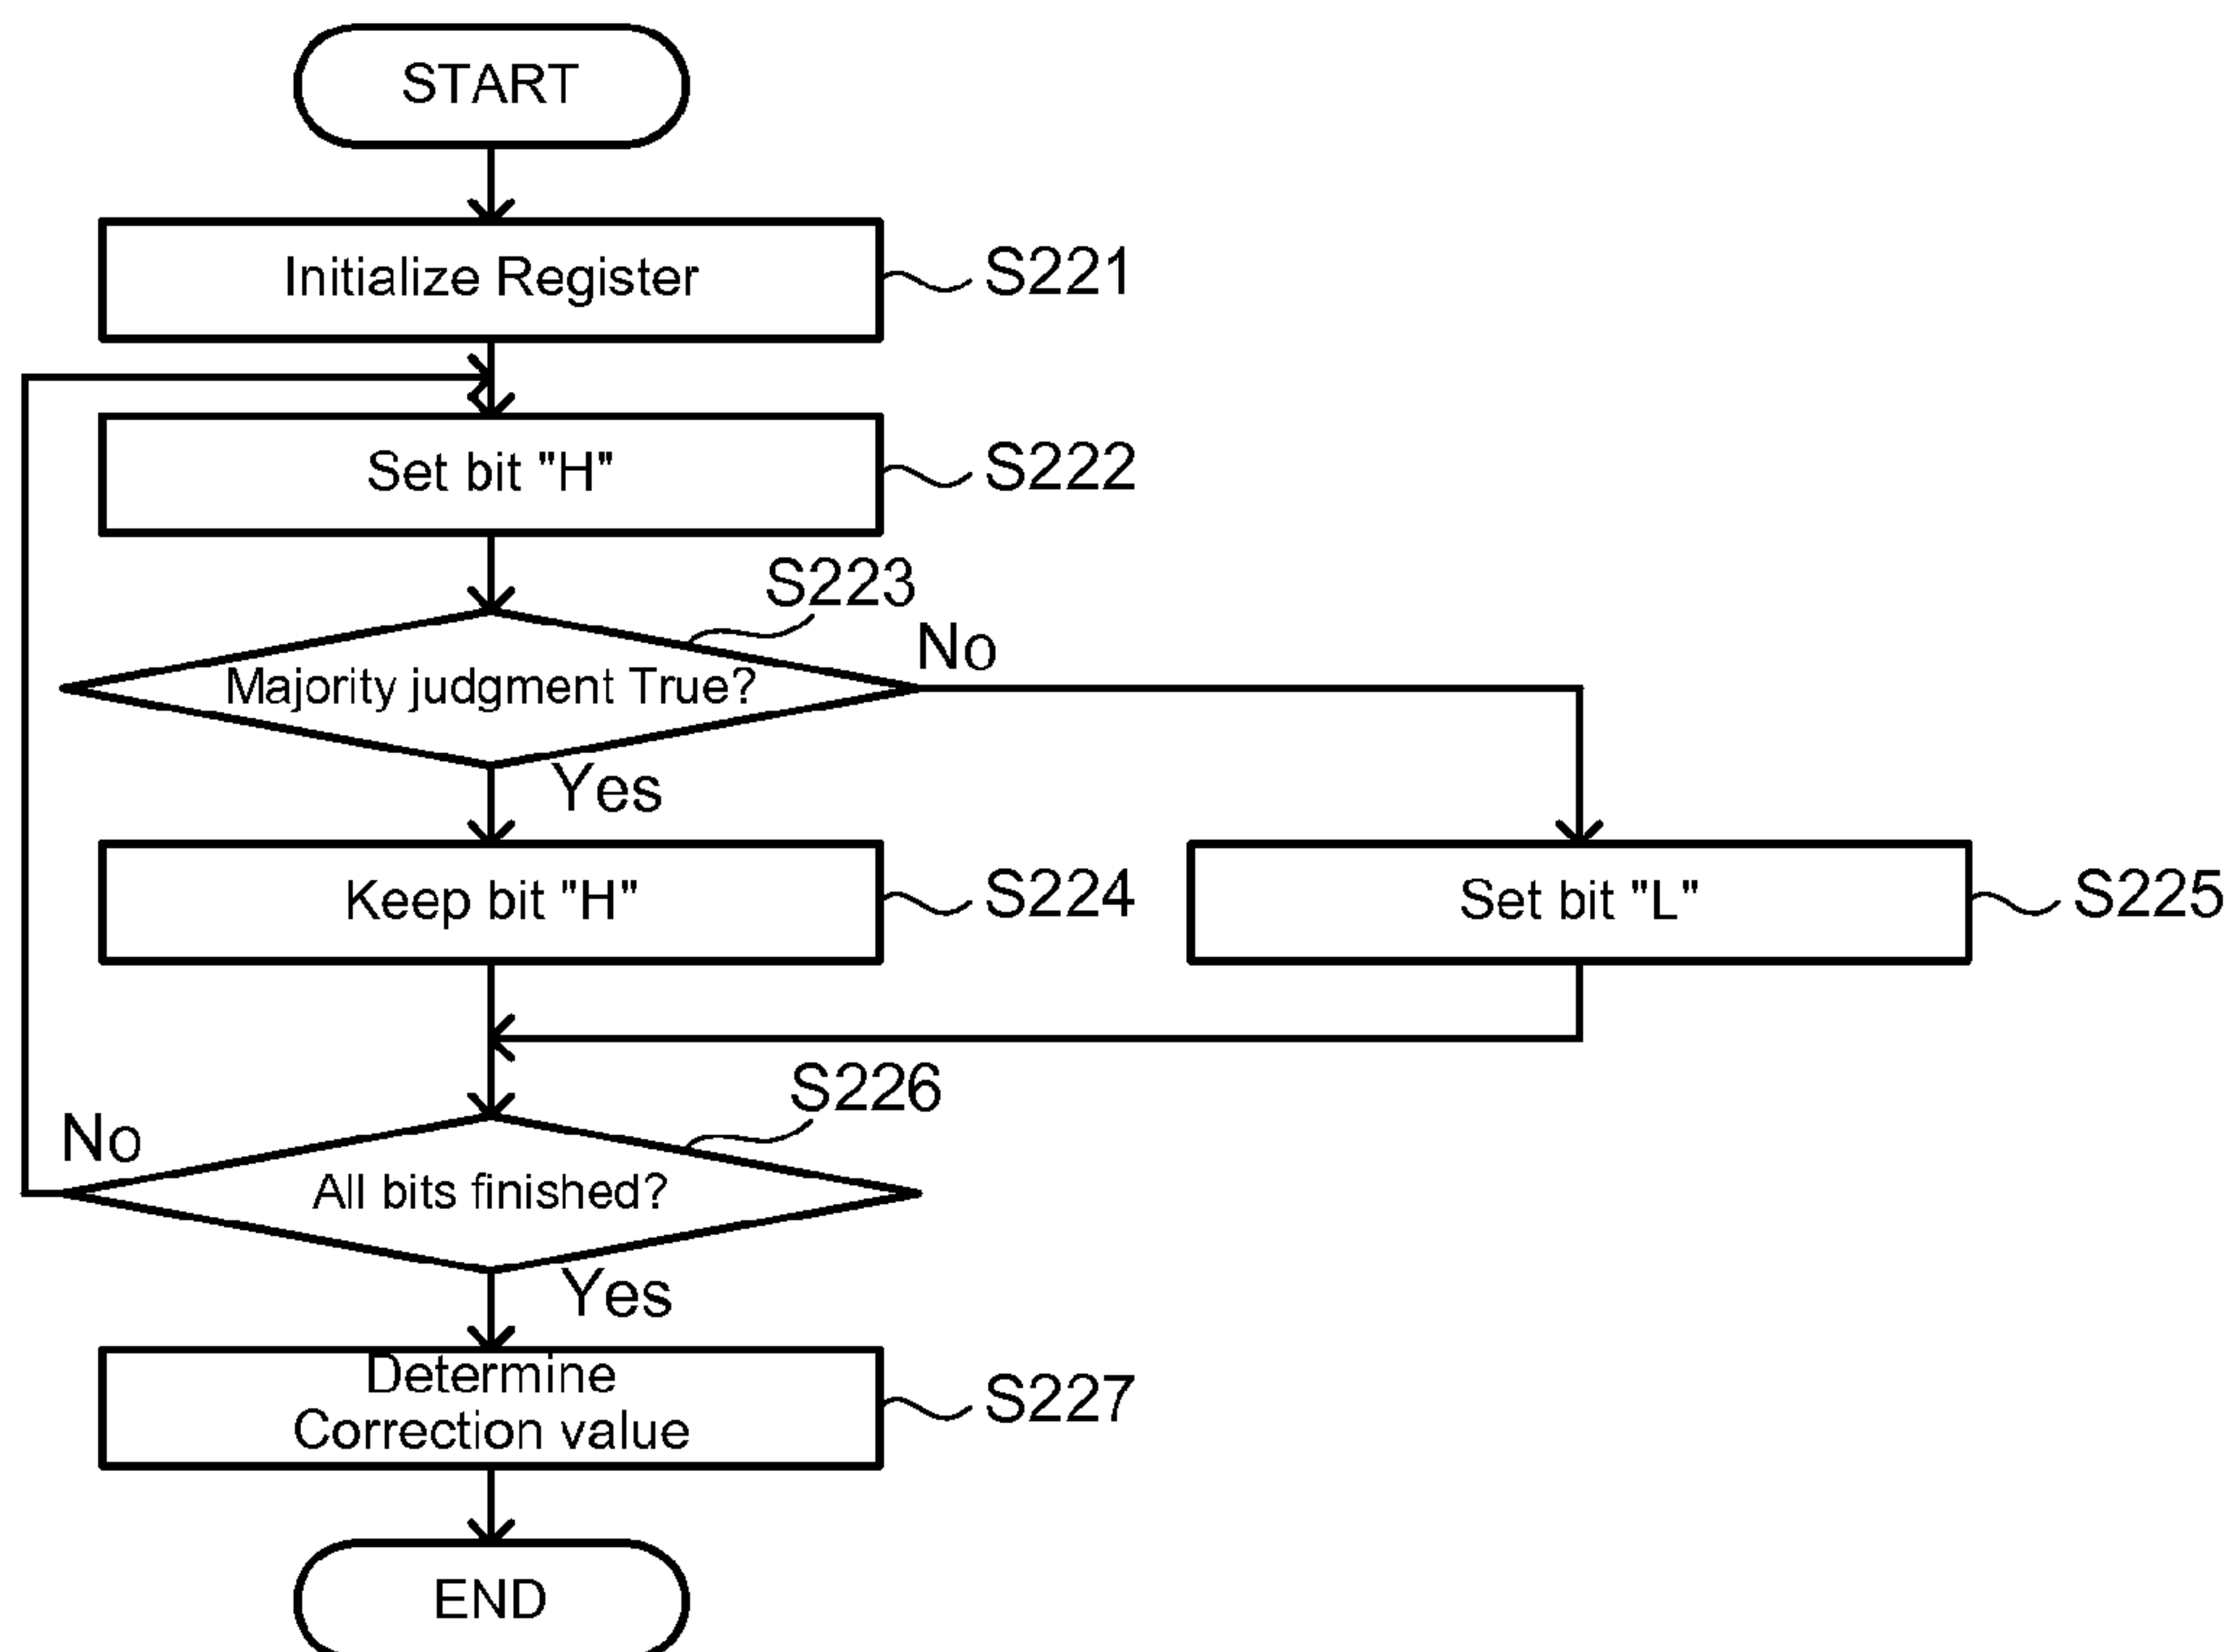 START
Initialize Register
S221
Set bit "H"
S222
S223
Majority judgment True?
No
Yes
Keep bit "H"
S224
Set bit "L"
S225
S226
No
All bits finished?
Yes
Determine
Correction value
S227
END